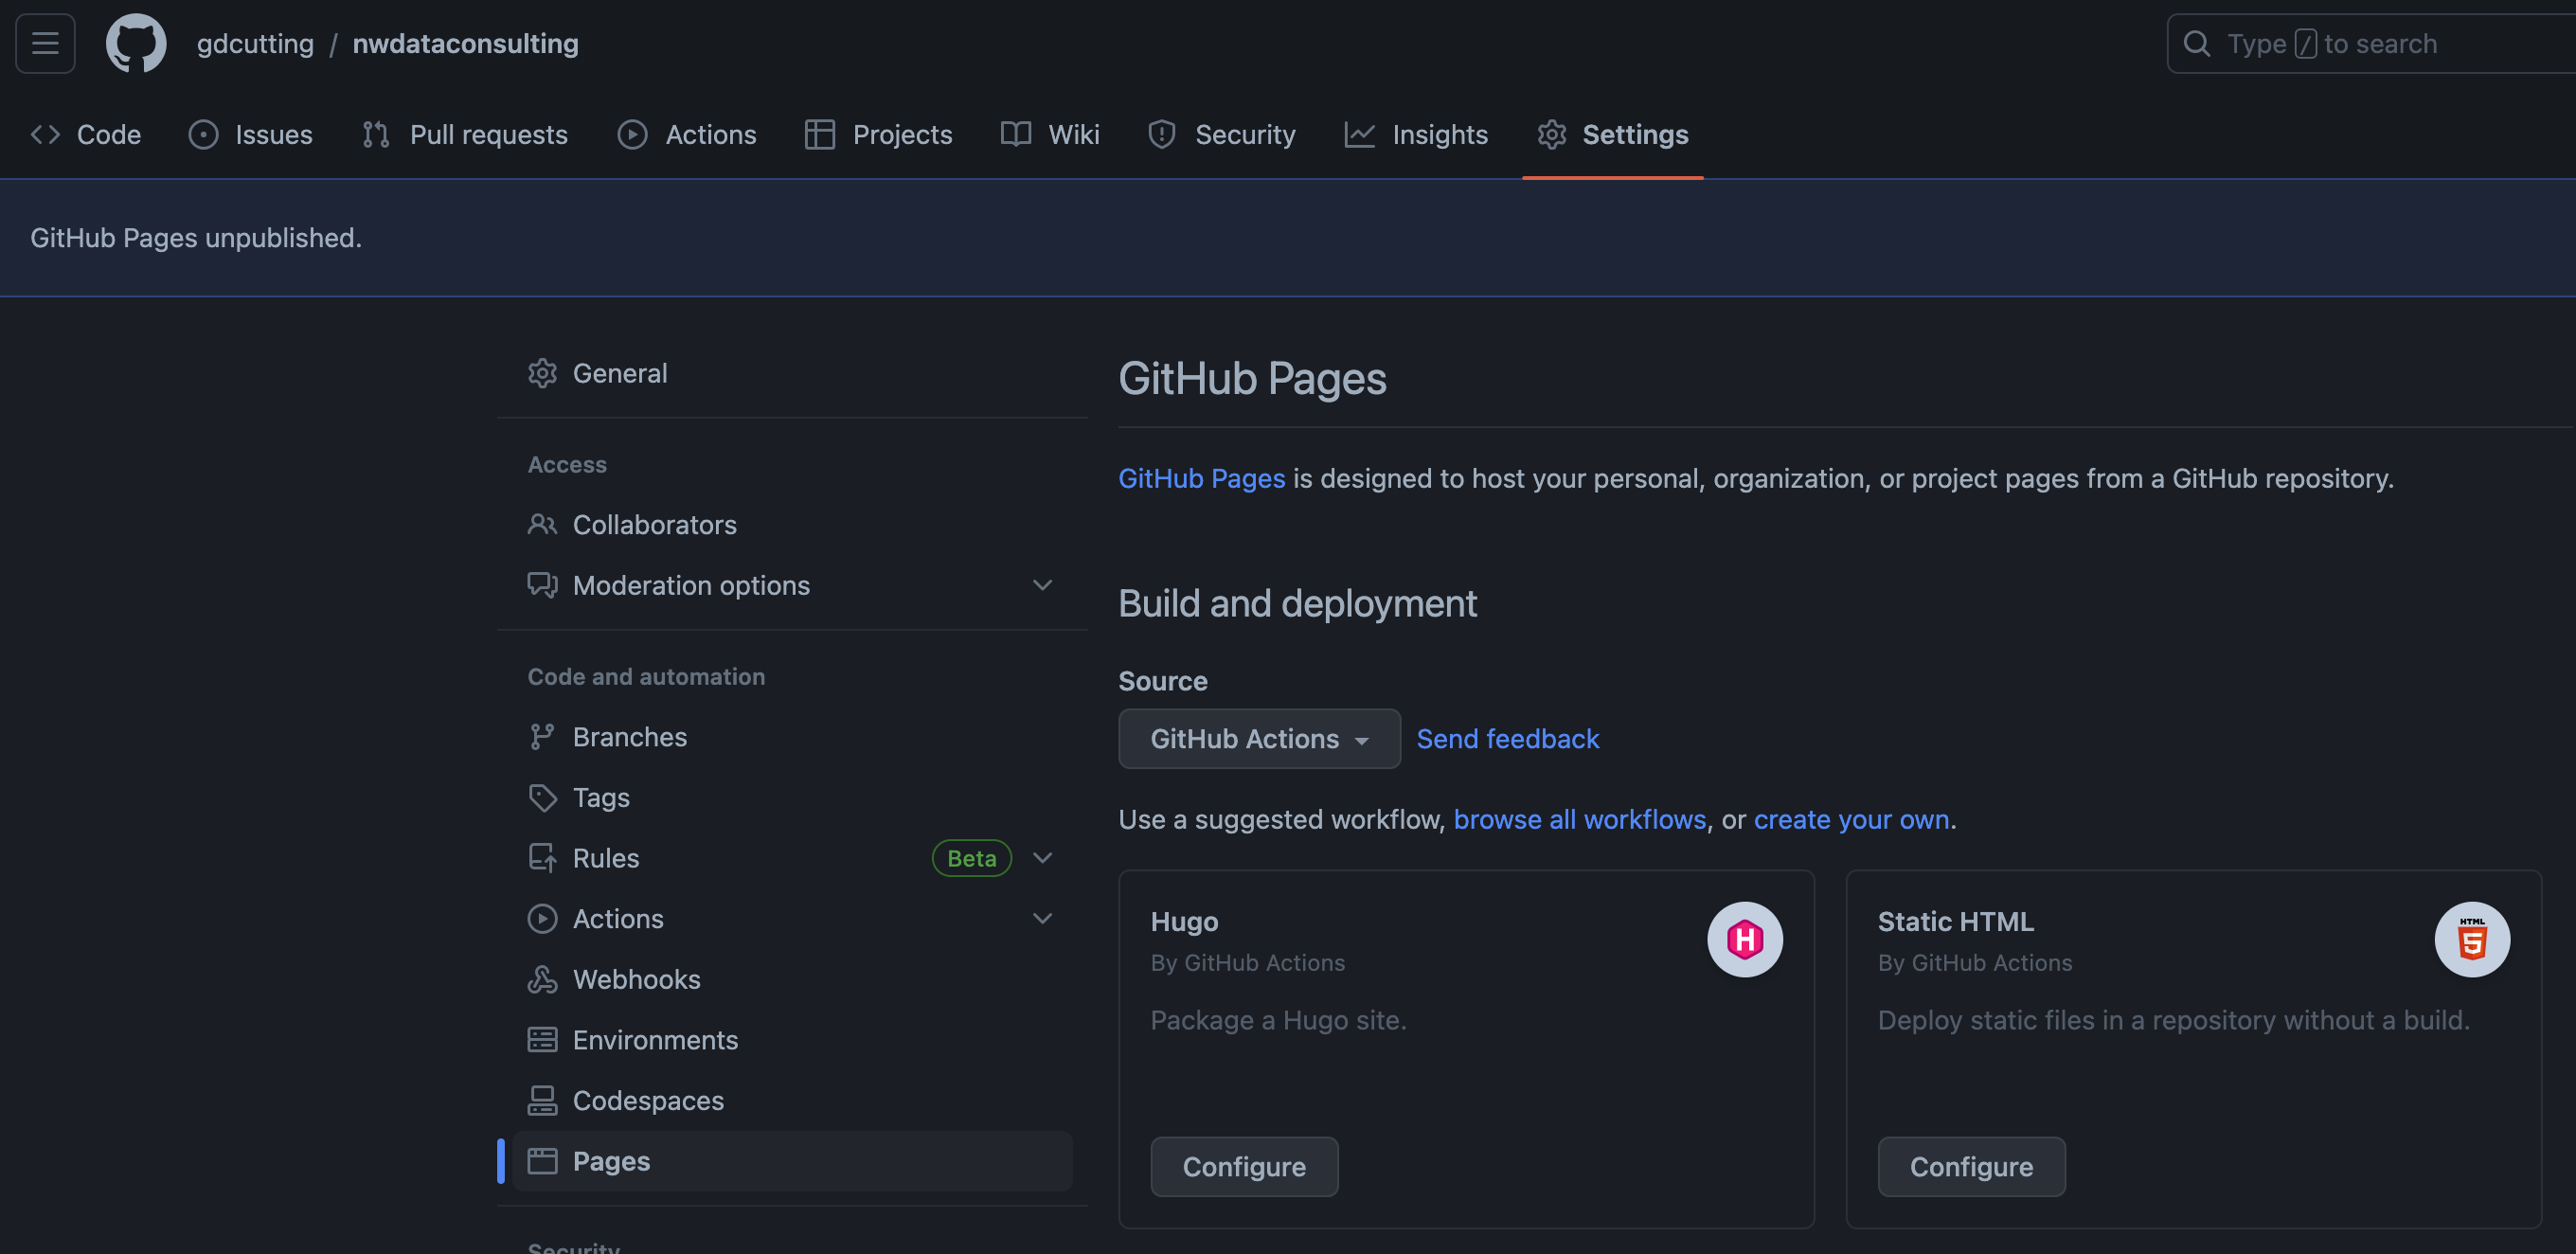 gdcutting / nwdataconsulting
Type / to search
Code Issues Pull requests Actions Projects Wiki Security Insights Settings
GitHub Pages unpublished.
General
Access
Collaborators
Moderation options
Code and automation
Branches
Tags
Rules Beta
Actions
Webhooks
Environments
Codespaces
Pages
Security
GitHub Pages
GitHub Pages is designed to host your personal, organization, or project pages from a GitHub repository.
Build and deployment
Source
GitHub Actions Send feedback
Use a suggested workflow, browse all workflows, or create your own.
Hugo
By GitHub Actions
Package a Hugo site.
Configure
Static HTML
By GitHub Actions
HTML
5
Deploy static files in a repository without a build.
Configure